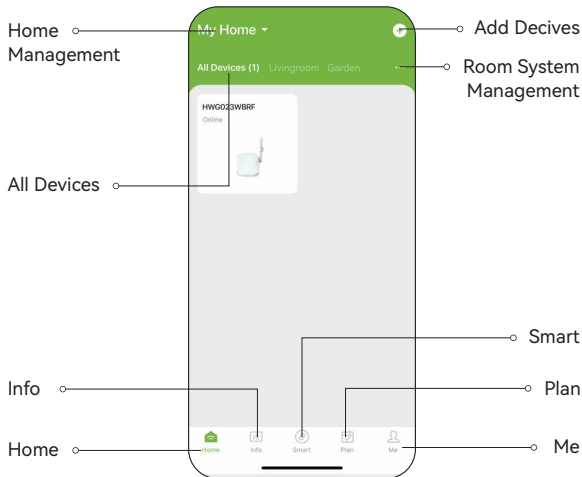 Home
Management
My Home
Add Decives
All Devices (1) Livingroom Garden
Room System
Management
HWG023WBRF
Online
All Devices
Smart
Info
Plan
Home
Me
Home Info Smart Plan Me